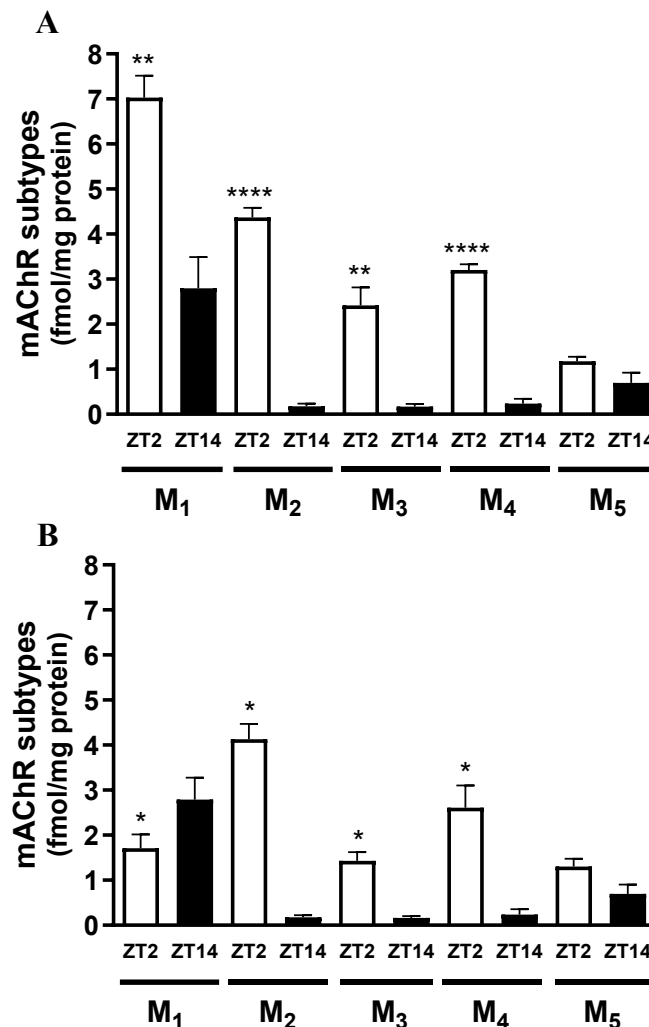 A
mAChR subtypes
(fmol/mg protein)
8
7
6
5
4
3
2
1
0
**
****
**
****
ZT2 ZT14 ZT2 ZT14 ZT2 ZT14 ZT2 ZT14 ZT2 ZT14
M₁ M₂ M₃ M₄ M₅
B
mAChR subtypes
(fmol/mg protein)
8
7
6
5
4
3
2
1
0
*
*
*
*
ZT2 ZT14 ZT2 ZT14 ZT2 ZT14 ZT2 ZT14 ZT2 ZT14
M₁ M₂ M₃ M₄ M₅